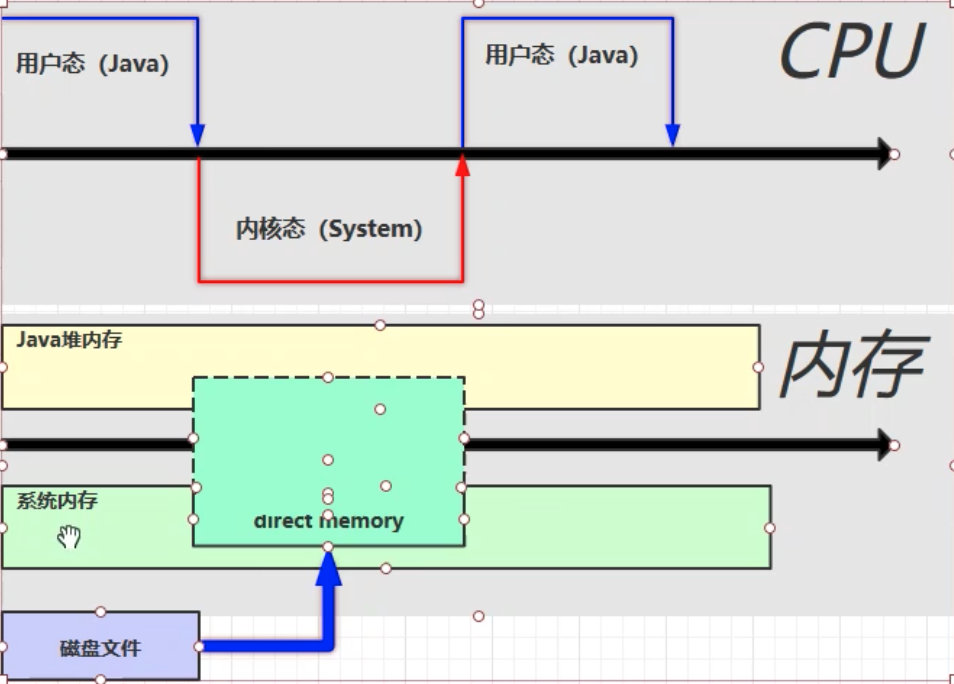 用户态（Java）
用户态（Java）
CPU
内核态（System）
Java堆内存
内存
系统内存
direct memory
磁盘文件